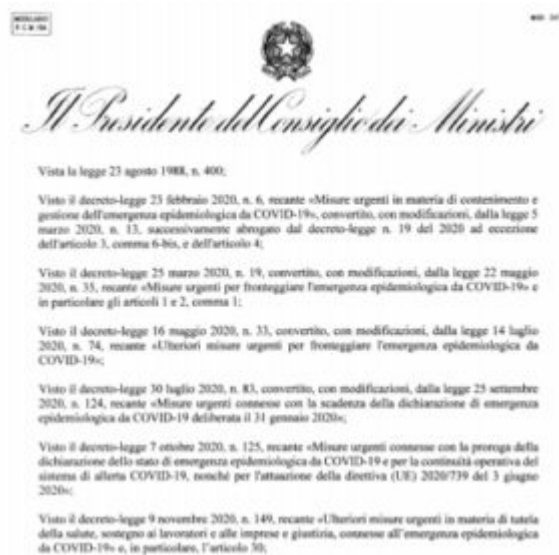 Il Presidente del Consiglio dei Ministri
Vista la legge 23 agosto 1988, n. 400;
Visto il decreto-legge 23 febbraio 2020, n. 6, recante «Misure urgenti in materia di contenimento e
gestione dell'emergenza epidemiologica da COVID-19», convertito, con modificazioni, dalla legge 5
marzo 2020, n. 13, successivamente abrogato dal decreto-legge n. 19 del 2020 ad eccezione
dell'articolo 3, comma 6-bis, e dell'articolo 4;
Visto il decreto-legge 25 marzo 2020, n. 19, convertito, con modificazioni, dalla legge 22 maggio
2020, n. 35, recante «Misure urgenti per fronteggiare l'emergenza epidemiologica da COVID-19» e
in particolare gli articoli 1 e 2, comma 1;
Visto il decreto-legge 16 maggio 2020, n. 33, convertito, con modificazioni, dalla legge 14 luglio
2020, n. 74, recante «Ulteriori misure urgenti per fronteggiare l'emergenza epidemiologica da
COVID-19»;
Visto il decreto-legge 30 luglio 2020, n. 83, convertito, con modificazioni, dalla legge 25 settembre
2020, n. 124, recante «Misure urgenti connesse con la scadenza della dichiarazione di emergenza
epidemiologica da COVID-19 deliberata il 31 gennaio 2020»;
Visto il decreto-legge 7 ottobre 2020, n. 125, recante «Misure urgenti connesse con la proroga della
dichiarazione dello stato di emergenza epidemiologica da COVID-19 e per la continuità operativa del
sistema di allerta COVID, nonché per l'attuazione della direttiva (UE) 2020/739 del 3 giugno
2020»;
Visto il decreto-legge 9 novembre 2020, n. 149, recante «Ulteriori misure urgenti in materia di tutela
della salute, sostegno ai lavoratori e alle imprese e giustizia, connesse all'emergenza epidemiologica
da COVID-19» e, in particolare, l'articolo 30;